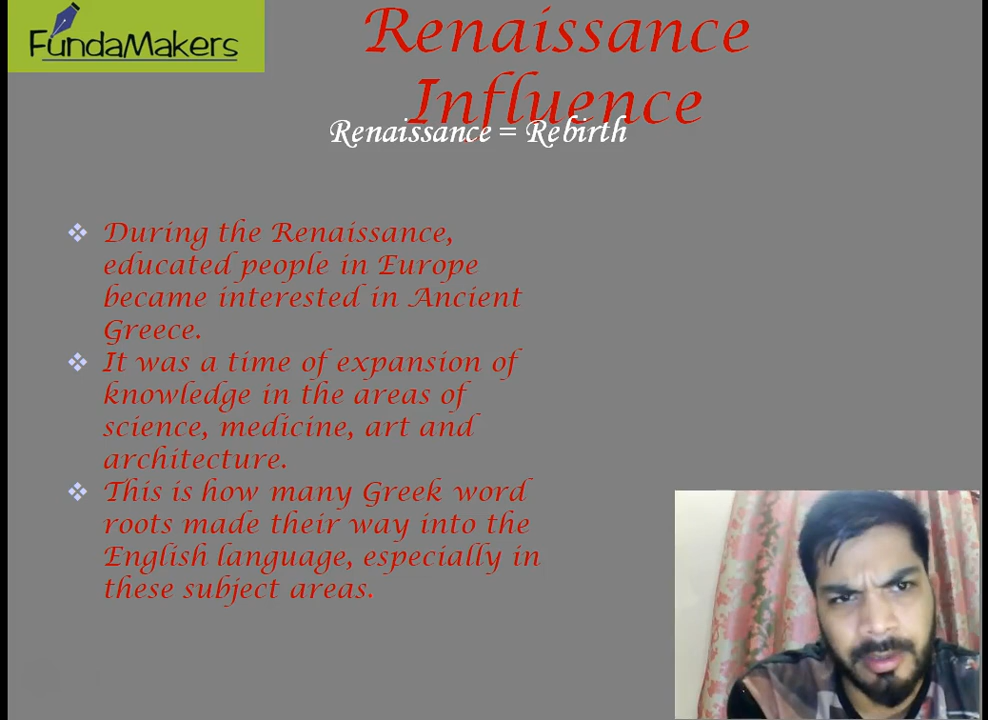 FundaMakers
Renaissance
Influence
Renaissance = Rebirth
❖ During the Renaissance,
educated people in Europe
became interested in Ancient
Greece.
❖ It was a time of expansion of
knowledge in the areas of
science, medicine, art and
architecture.
❖ This is how many Greek word
roots made their way into the
English language, especially in
these subject areas.